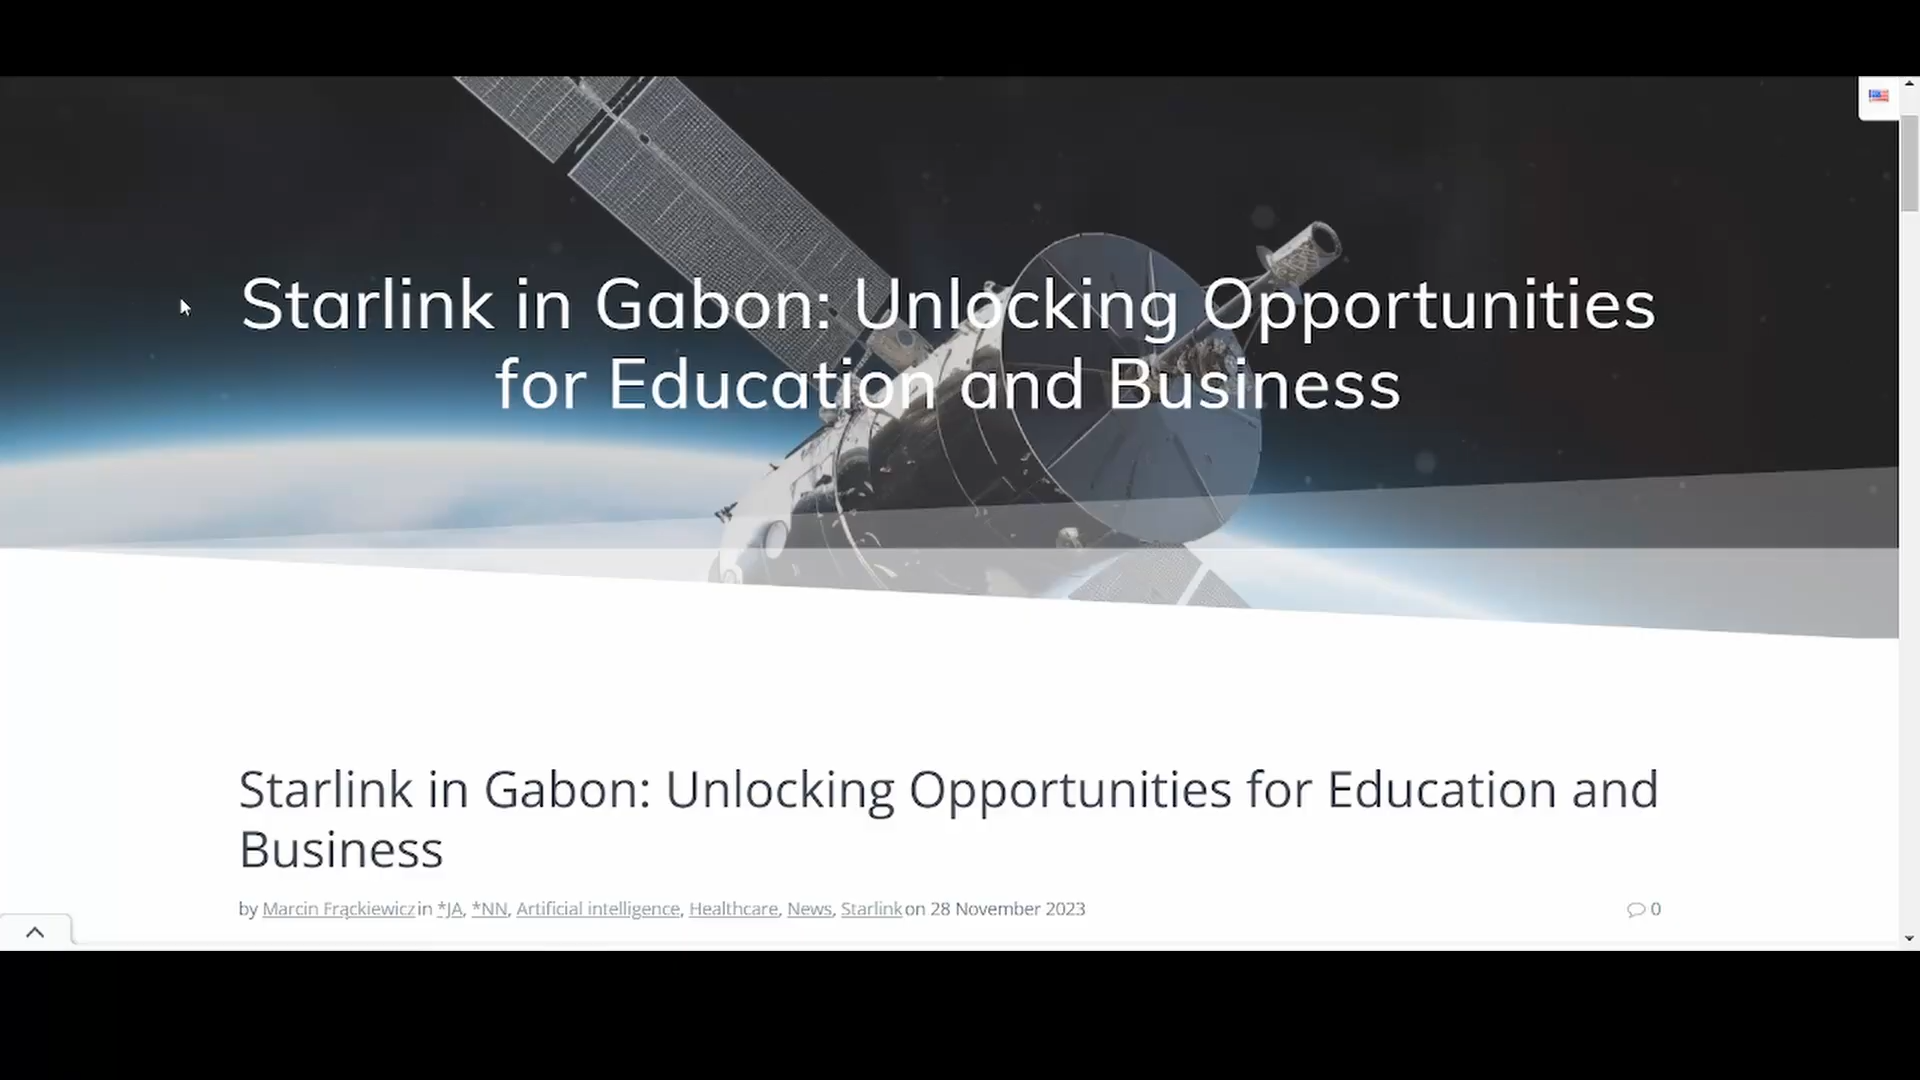 Starlink in Gabon: Unlocking Opportunities
for Education and Business
Starlink in Gabon: Unlocking Opportunities for Education and
Business
by Marcin Frąckiewicz in *JA, *NN, Artificial intelligence, Healthcare, News, Starlink on 28 November 2023
0